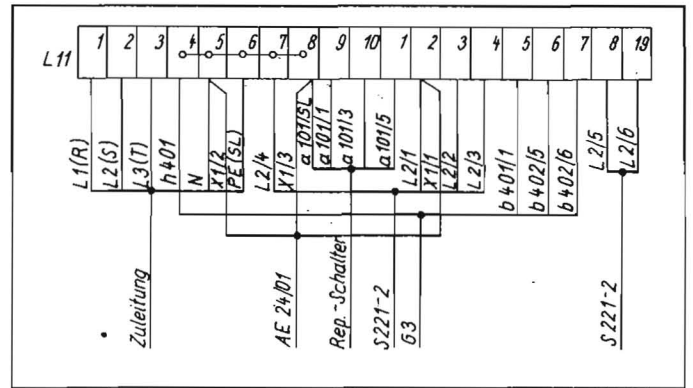 L11
1 2 3 4 5 6 7 8 9 10 1 2 3 4 5 6 7 8 19
L1(R)
L2(S)
L3(T)
h401
N
X1/2
PE(SL)
L2/4
X1/3
a101/SL
a101/1
a101/3
a101/5
L2/1
X1/1
L2/2
L2/3
b401/1
b402/5
b402/6
L2/5
L2/6
Zuleitung
AE 24/01
Rep.-Schalter
S221-2
G3
S221-2